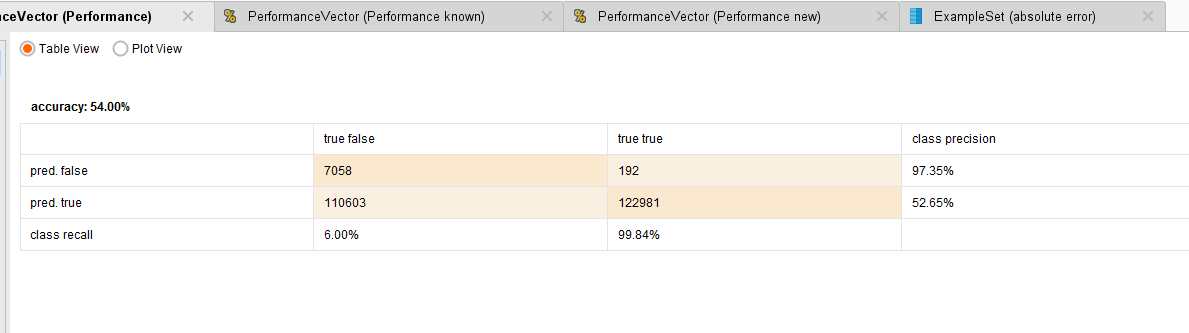 ceVector (Performance) % PerformanceVector (Performance known) % PerformanceVector (Performance new) ExampleSet (absolute error)
Table View Plot View
accuracy: 54.00%
true false true true class precision
pred. false 7058 192 97.35%
pred. true 110603 122981 52.65%
class recall 6.00% 99.84%